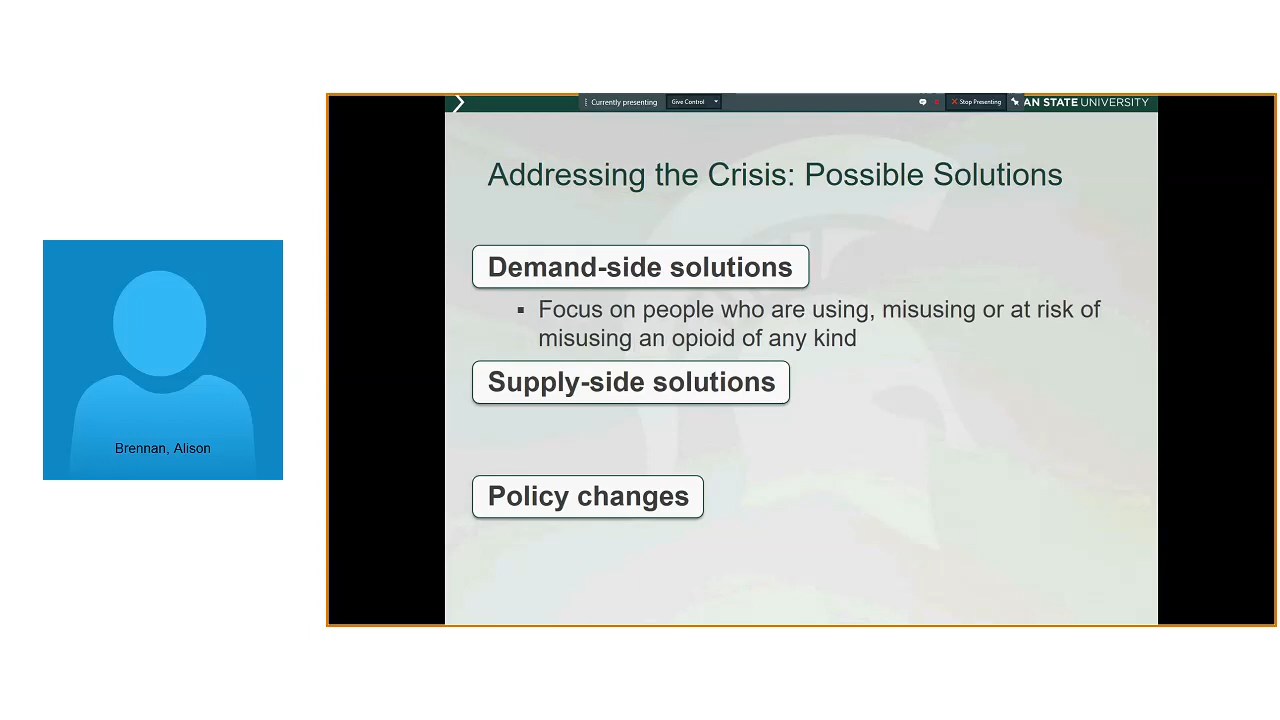 Currently presenting
Give Control
Stop Presenting
AN STATE UNIVERSITY
Addressing the Crisis: Possible Solutions
Demand-side solutions
▪ Focus on people who are using, misusing or at risk of
misusing an opioid of any kind
Supply-side solutions
Brennan, Alison
Policy changes